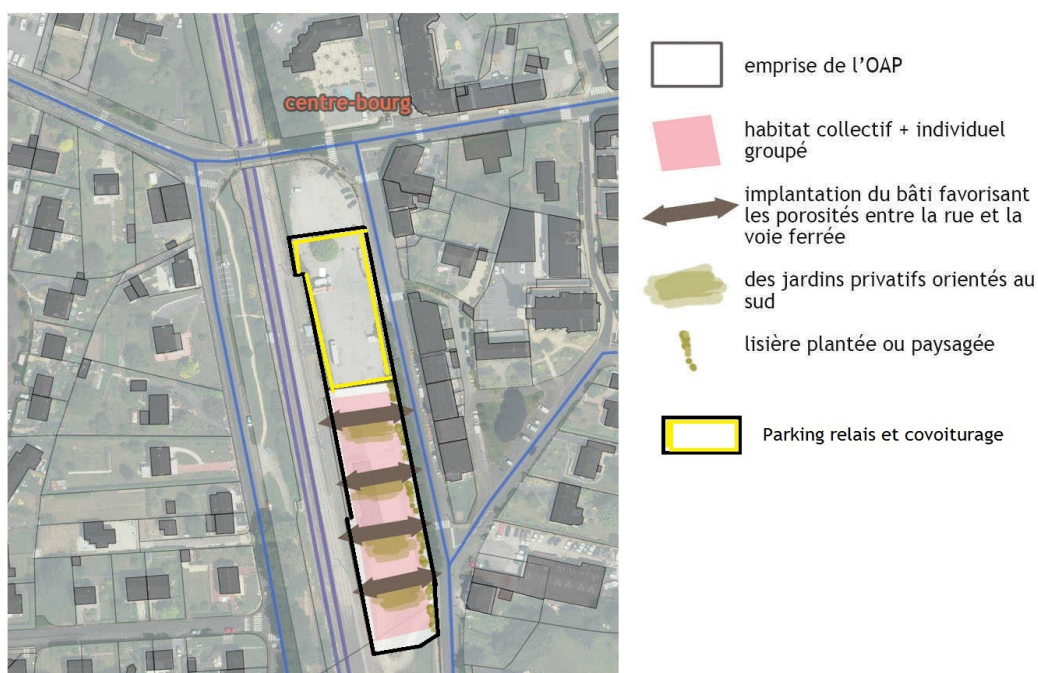 centre-bourg
emprise de l'OAP
habitat collectif + individuel
groupé
implantation du bâti favorisant
les porosités entre la rue et la
voie ferrée
des jardins privatifs orientés au
sud
lisière plantée ou paysagée
Parking relais et covoiturage